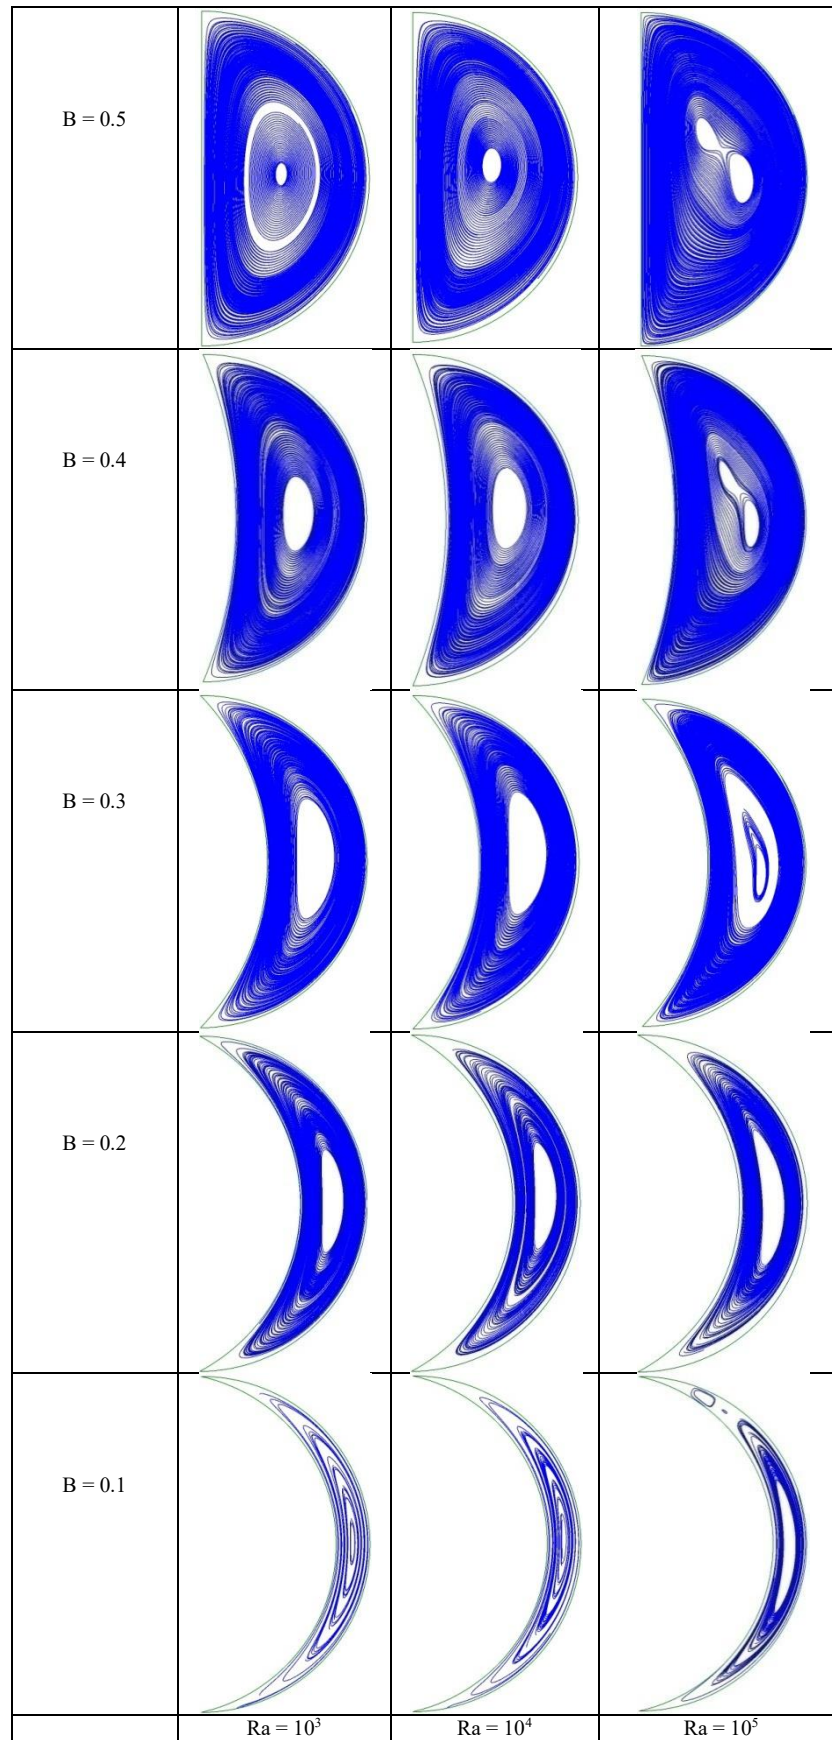 B = 0.5
B = 0.4
B = 0.3
B = 0.2
B = 0.1
Ra = 10³ Ra = 10⁴ Ra = 10⁵